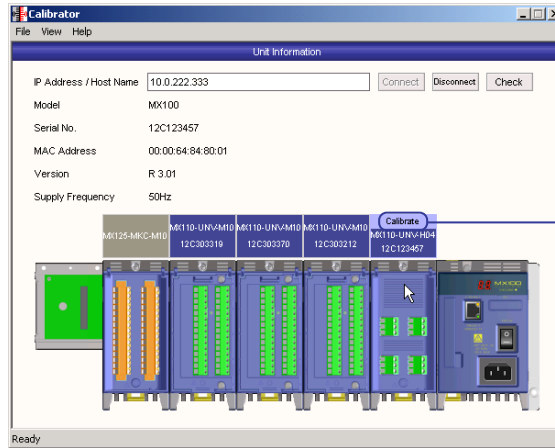 Calibrator
File View Help
Unit Information
IP Address / Host Name 10.0.222.333 Connect Disconnect Check
Model MX100
Serial No. 12C123457
MAC Address 00:00:64:84:80:01
Version R 3.01
Supply Frequency 50Hz
Calibrate
MX125-MKC-M10 MX110-UNV-M10 MX110-UNV-M10 MX110-UNV-M10 MX110-UNV-H04
12C303319 12C303370 12C303212 12C123457
MX100
Ready